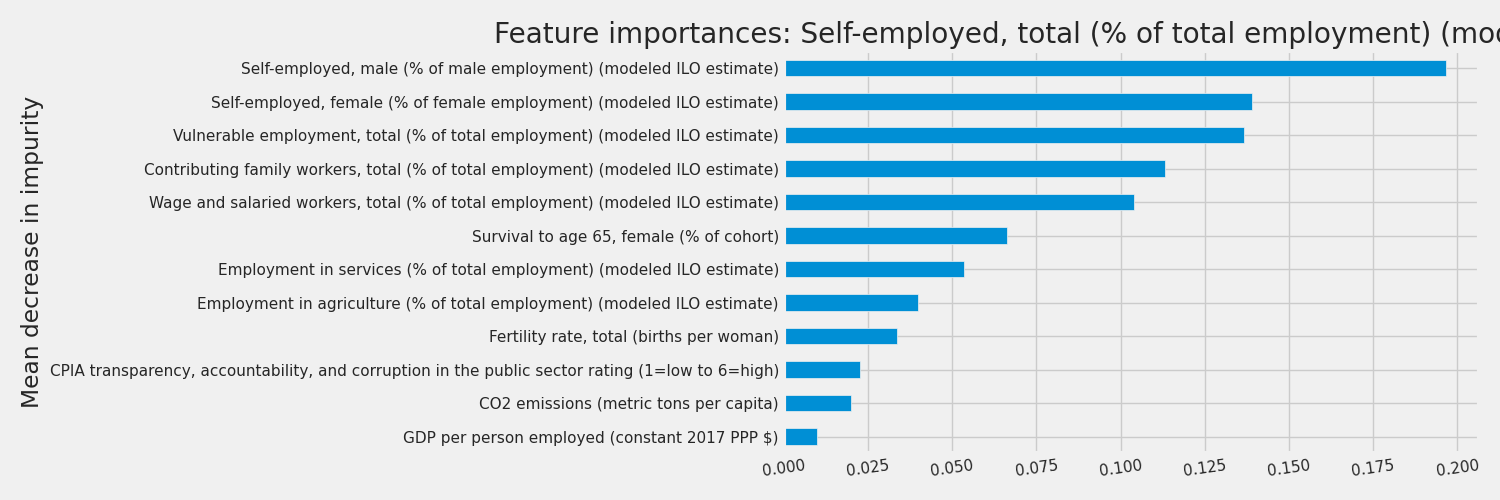 Feature importances: Self-employed, total (% of total employment) (mod
Mean decrease in impurity
Self-employed, male (% of male employment) (modeled ILO estimate)
Self-employed, female (% of female employment) (modeled ILO estimate)
Vulnerable employment, total (% of total employment) (modeled ILO estimate)
Contributing family workers, total (% of total employment) (modeled ILO estimate)
Wage and salaried workers, total (% of total employment) (modeled ILO estimate)
Survival to age 65, female (% of cohort)
Employment in services (% of total employment) (modeled ILO estimate)
Employment in agriculture (% of total employment) (modeled ILO estimate)
Fertility rate, total (births per woman)
CPIA transparency, accountability, and corruption in the public sector rating (1=low to 6=high)
CO2 emissions (metric tons per capita)
GDP per person employed (constant 2017 PPP $)
0.000 0.025 0.050 0.075 0.100 0.125 0.150 0.175 0.200